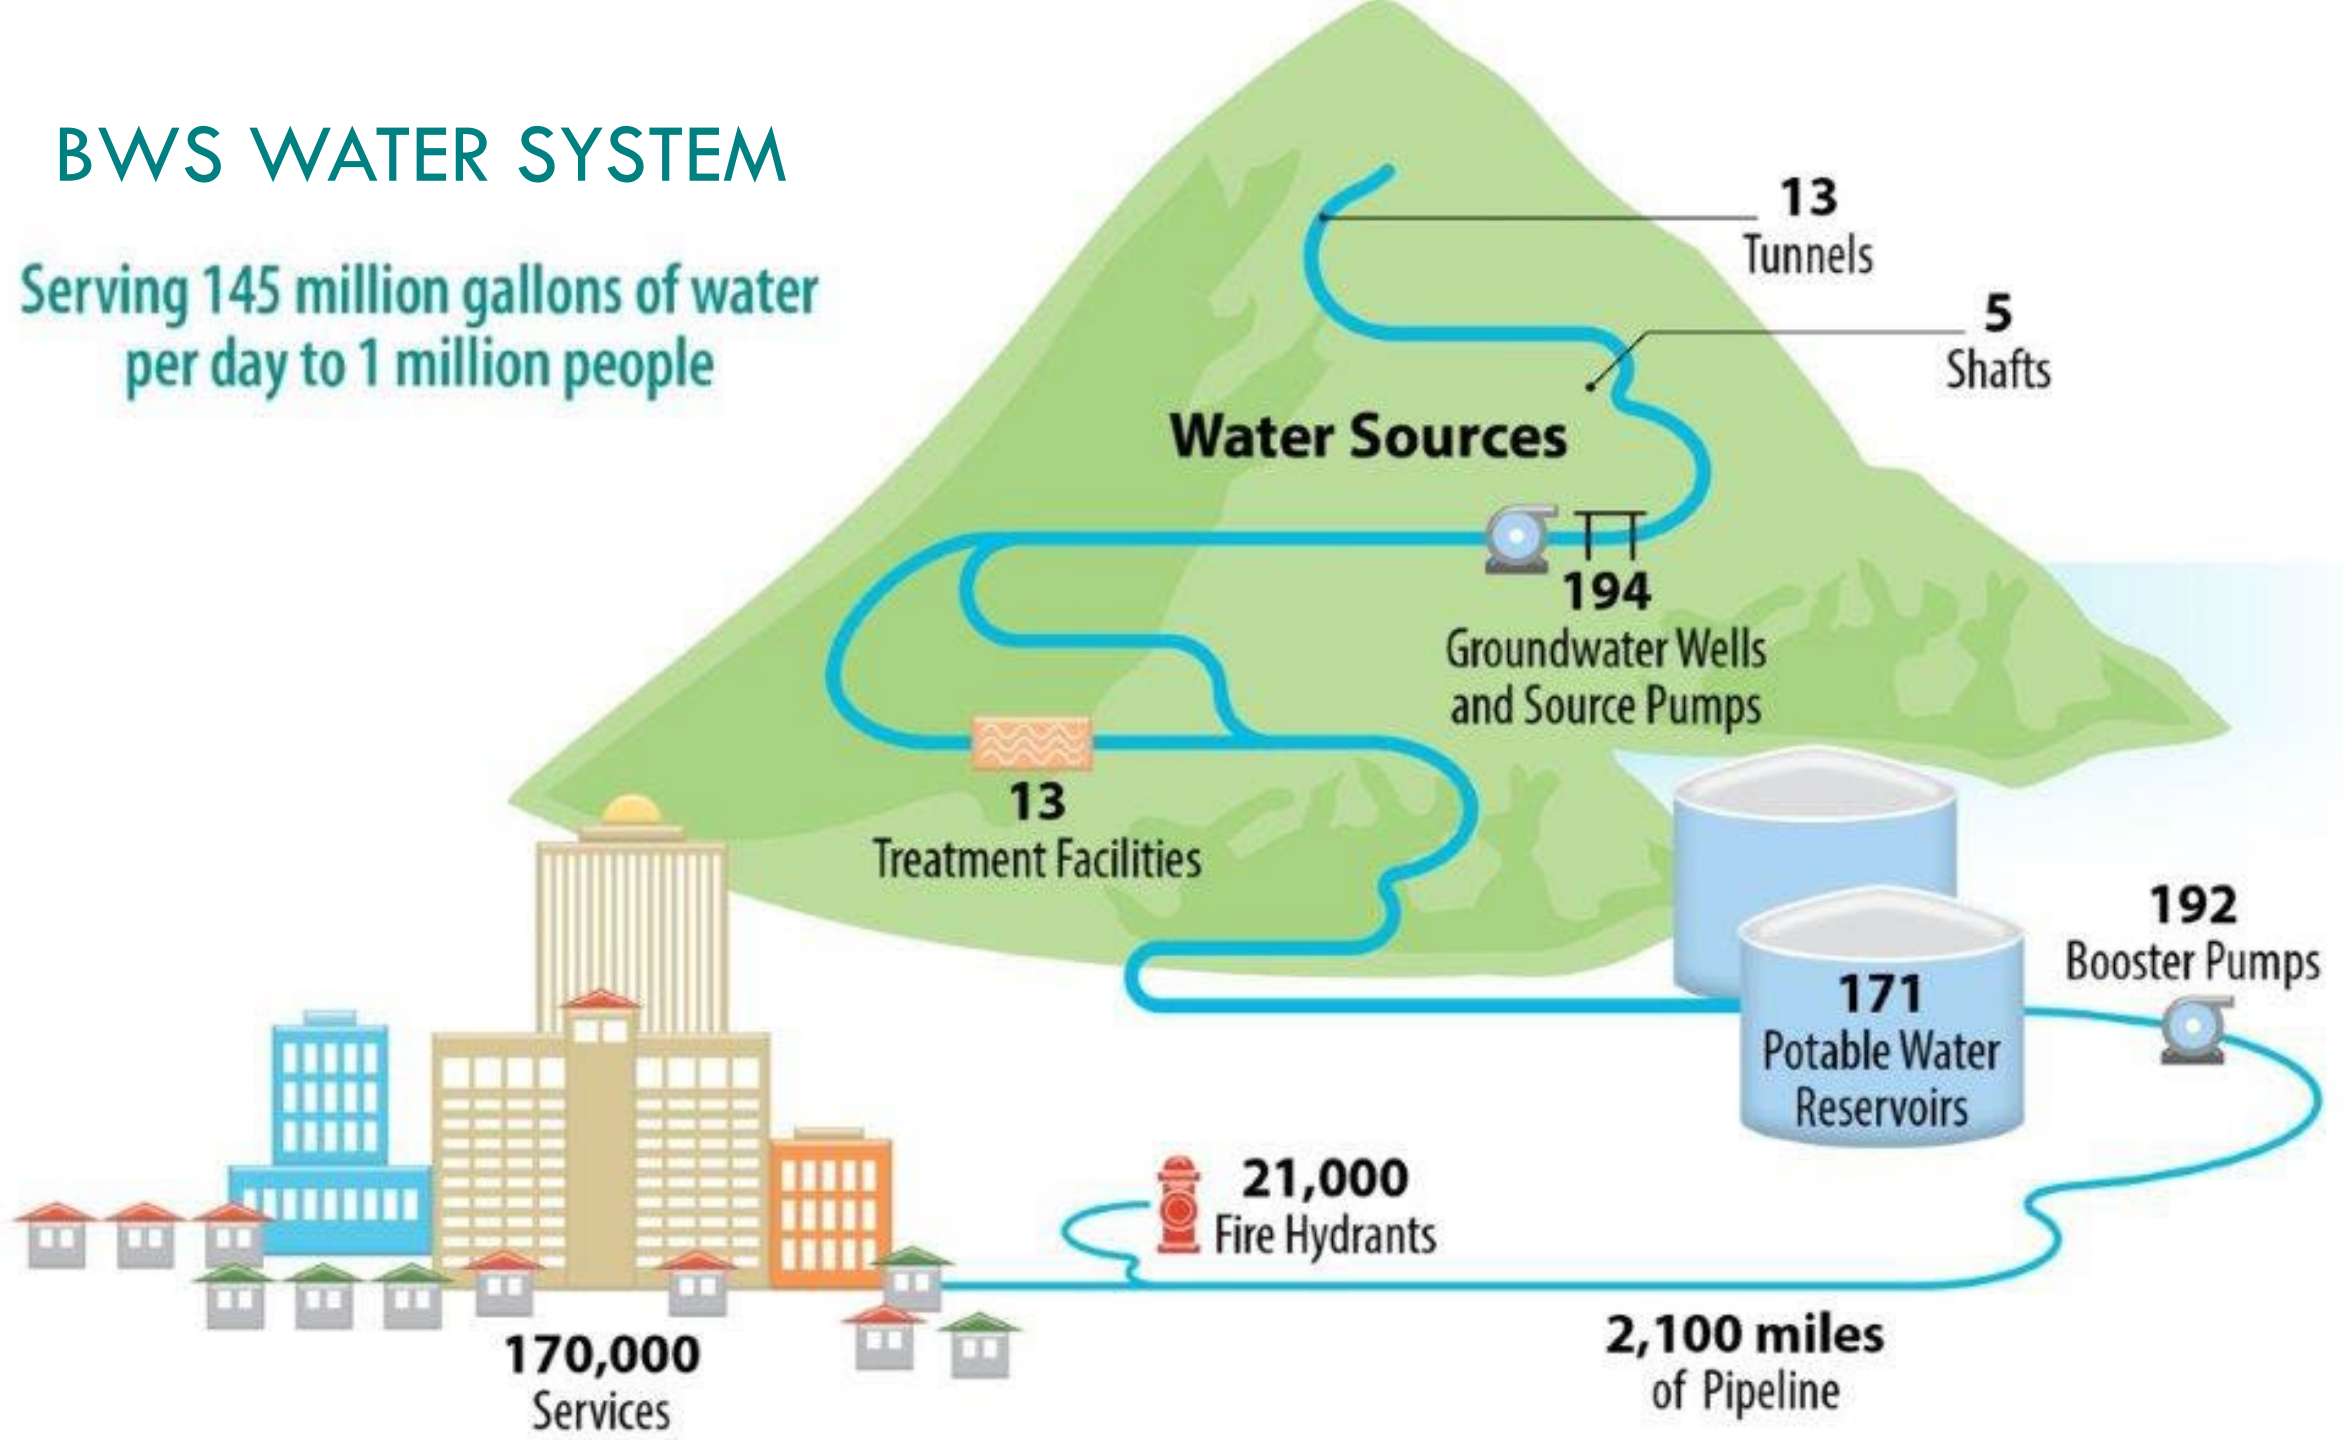 BWS WATER SYSTEM
Serving 145 million gallons of water
per day to 1 million people
13
Tunnels
5
Shafts
Water Sources
194
Groundwater Wells
and Source Pumps
13
Treatment Facilities
192
Booster Pumps
171
Potable Water
Reservoirs
21,000
Fire Hydrants
2,100 miles
of Pipeline
170,000
Services